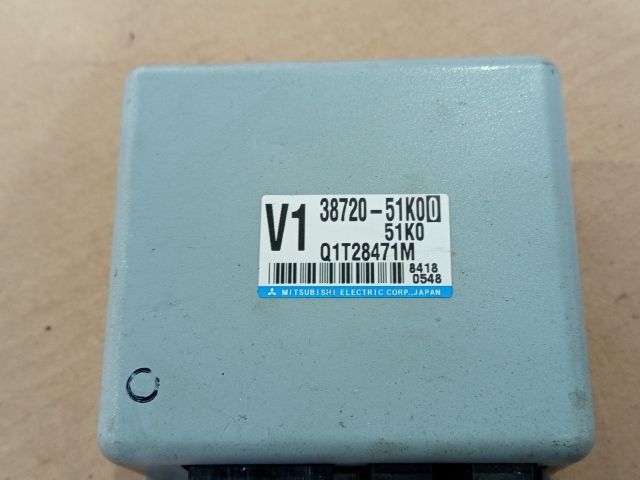 V1 38720-51K00
51K0
Q1T28471M
8418
0548
MITSUBISHI ELECTRIC CORP.,JAPAN